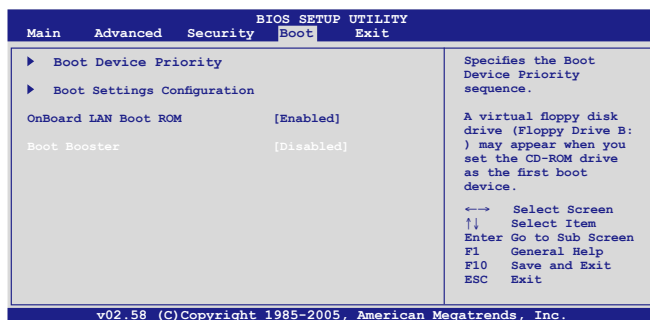 BIOS SETUP UTILITY
Main Advanced Security Boot Exit
Boot Device Priority
Boot Settings Configuration
OnBoard LAN Boot ROM [Enabled]
Boot Booster [Disabled]
Specifies the Boot
Device Priority
sequence.
A virtual floppy disk
drive (Floppy Drive B:
) may appear when you
set the CD-ROM drive
as the first boot
device.
←→ Select Screen
↑↓ Select Item
Enter Go to Sub Screen
F1 General Help
F10 Save and Exit
ESC Exit
v02.58 (C)Copyright 1985-2005, American Megatrends, Inc.